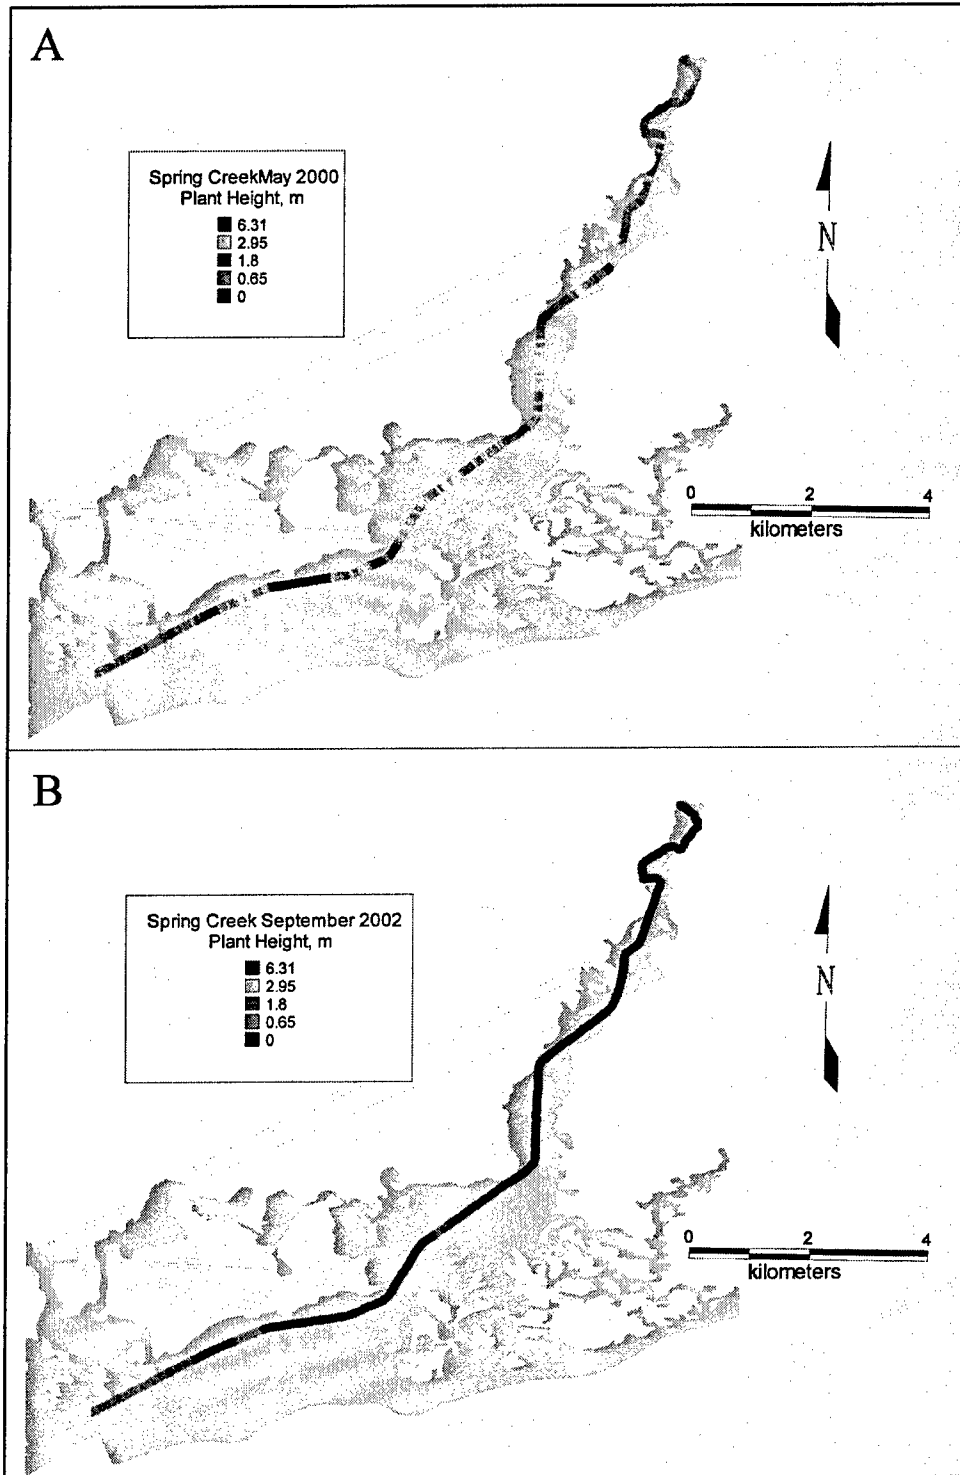 A
Spring CreekMay 2000
Plant Height, m
6.31
2.95
1.8
0.65
0
N
0 2 4
kilometers
B
Spring Creek September 2002
Plant Height, m
6.31
2.95
1.8
0.65
0
N
0 2 4
kilometers